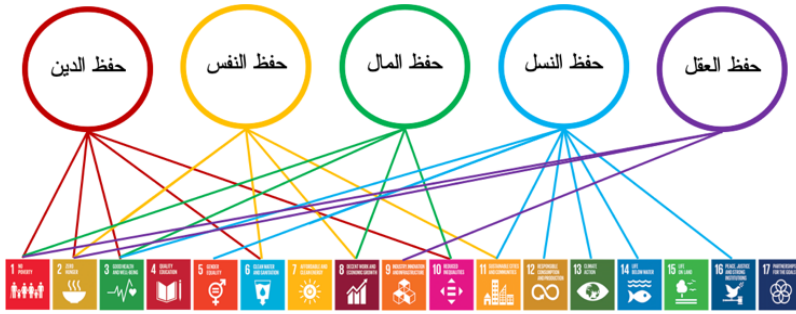 حفظ الدين
حفظ النفس
حفظ المال
حفظ النسل
حفظ العقل
1 NO
POVERTY
2 ZERO
HUNGER
3 GOOD HEALTH
AND WELL-BEING
4 QUALITY
EDUCATION
5 GENDER
EQUALITY
6 CLEAN WATER
AND SANITATION
7 AFFORDABLE AND
CLEAN ENERGY
8 DECENT WORK AND
ECONOMIC GROWTH
9 INDUSTRY, INNOVATION
AND INFRASTRUCTURE
10 REDUCED
INEQUALITIES
11 SUSTAINABLE CITIES
AND COMMUNITIES
12 RESPONSIBLE
CONSUMPTION
AND PRODUCTION
13 CLIMATE
ACTION
14 LIFE
BELOW WATER
15 LIFE
ON LAND
16 PEACE, JUSTICE
AND STRONG
INSTITUTIONS
17 PARTNERSHIPS
FOR THE GOALS